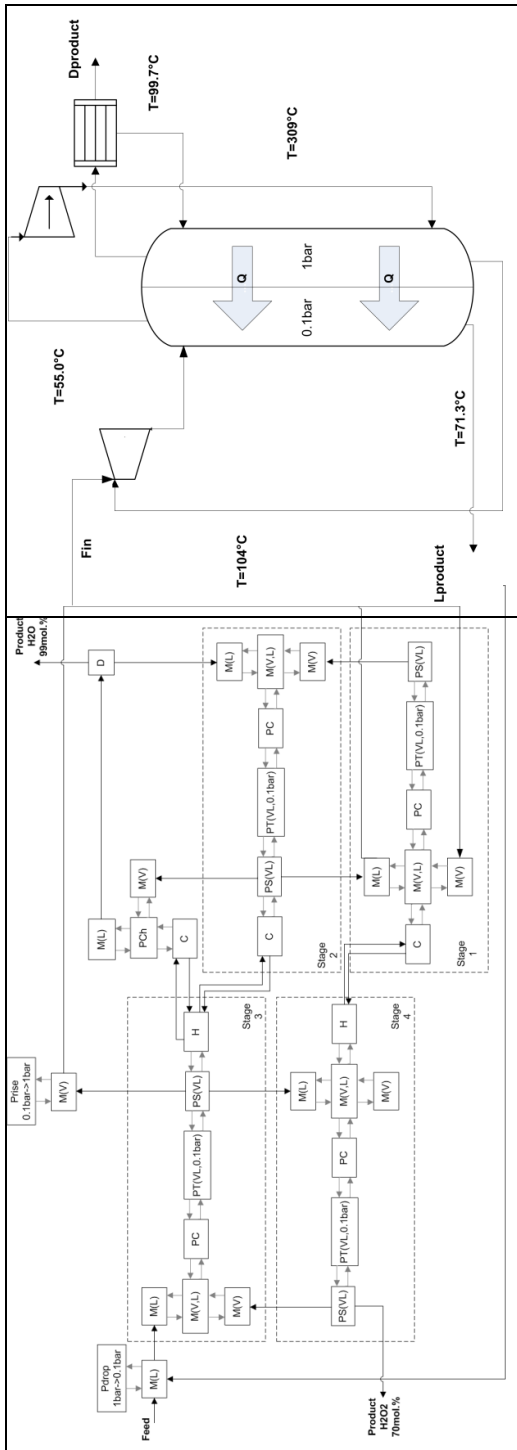 Dproduct
T=99.7°C
T=309°C
1bar
0.1bar
Q
Q
T=55.0°C
T=71.3°C
Fin
T=104°C
Lproduct
Product
H2O
99mol.%
D
M(L)
M(V,L)
M(V)
PC
PT(VL,0.1bar)
PS(VL)
C
Stage
2
PS(VL)
PT(VL,0.1bar)
PC
M(L)
M(V,L)
M(V)
C
Stage
1
M(L)
M(V)
PCh
C
Prise
0.1bar->1bar
M(V)
H
PS(VL)
PT(VL,0.1bar)
PC
M(L)
M(V,L)
M(V)
Stage
3
H
M(L)
M(V,L)
M(V)
PC
PT(VL,0.1bar)
PS(VL)
Stage
4
Pdrop
1bar->0.1bar
M(L)
Feed
Product
H2O2
70mol.%